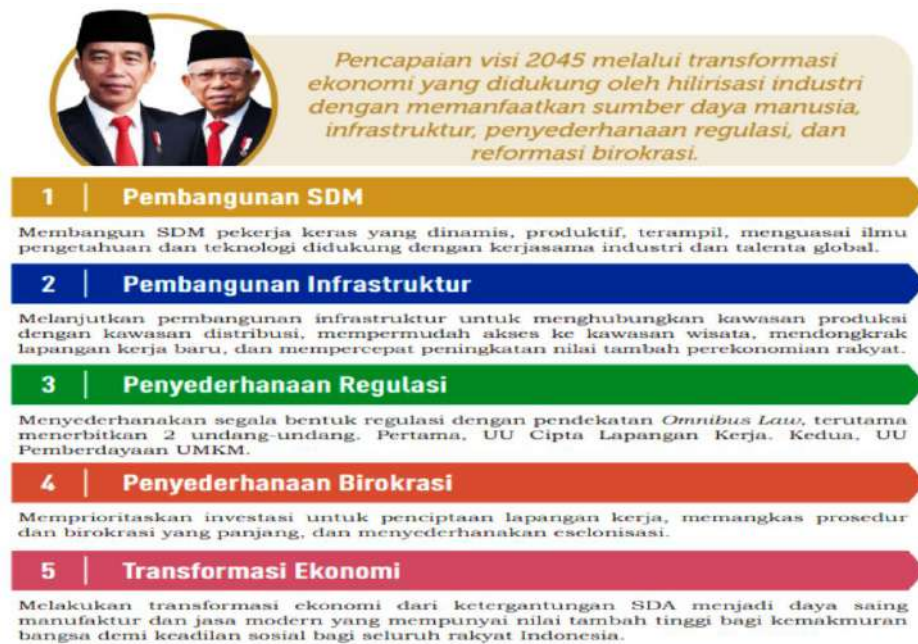 Pencapaian visi 2045 melalui transformasi
ekonomi yang didukung oleh hilirisasi industri
dengan memanfaatkan sumber daya manusia,
infrastruktur, penyederhanaan regulasi, dan
reformasi birokrasi.
1 | Pembangunan SDM
Membangun SDM pekerja keras yang dinamis, produktif, terampil, menguasai ilmu
pengetahuan dan teknologi didukung dengan kerjasama industri dan talenta global.
2 | Pembangunan Infrastruktur
Melanjutkan pembangunan infrastruktur untuk menghubungkan kawasan produksi
dengan kawasan distribusi, mempermudah akses ke kawasan wisata, mendongkrak
lapangan kerja baru, dan mempercepat peningkatan nilai tambah perekonomian rakyat.
3 | Penyederhanaan Regulasi
Menyederhanakan segala bentuk regulasi dengan pendekatan Omnibus Law, terutama
menerbitkan 2 undang-undang. Pertama, UU Cipta Lapangan Kerja. Kedua, UU
Pemberdayaan UMKM.
4 | Penyederhanaan Birokrasi
Memprioritaskan investasi untuk penciptaan lapangan kerja, memangkas prosedur
dan birokrasi yang panjang, dan menyederhanakan eselonisasi.
5 | Transformasi Ekonomi
Melakukan transformasi ekonomi dari ketergantungan SDA menjadi daya saing
manufaktur dan jasa modern yang mempunyai nilai tambah tinggi bagi kemakmuran
bangsa demi keadilan sosial bagi seluruh rakyat Indonesia.